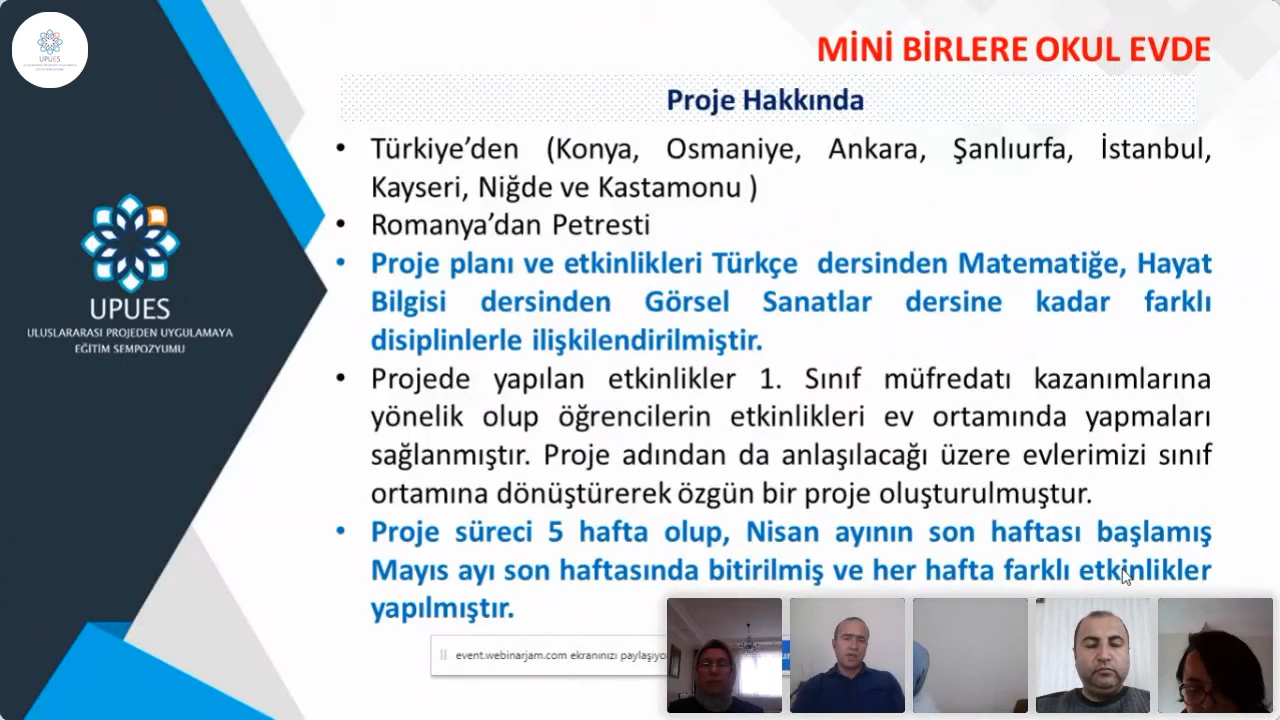 UPUES
MİNİ BİRLERE OKUL EVDE
Proje Hakkında
• Türkiye’den (Konya, Osmaniye, Ankara, Şanlıurfa, İstanbul,
Kayseri, Niğde ve Kastamonu )
• Romanya’dan Petresti
• Proje planı ve etkinlikleri Türkçe dersinden Matematiğe, Hayat
Bilgisi dersinden Görsel Sanatlar dersine kadar farklı
disiplinlerle ilişkilendirilmiştir.
• Projede yapılan etkinlikler 1. Sınıf müfredatı kazanımlarına
yönelik olup öğrencilerin etkinlikleri ev ortamında yapmaları
sağlanmıştır. Proje adından da anlaşılacağı üzere evlerimizi sınıf
ortamına dönüştürerek özgün bir proje oluşturulmuştur.
• Proje süreci 5 hafta olup, Nisan ayının son haftası başlamış
Mayıs ayı son haftasında bitirilmiş ve her hafta farklı etkinlikler
yapılmıştır.
UPUES
ULUSLARARASI PROJEDEN UYGULAMAYA
EĞİTİM SEMPOZYUMU
event.webinarjam.com ekranınızı paylaşıyo